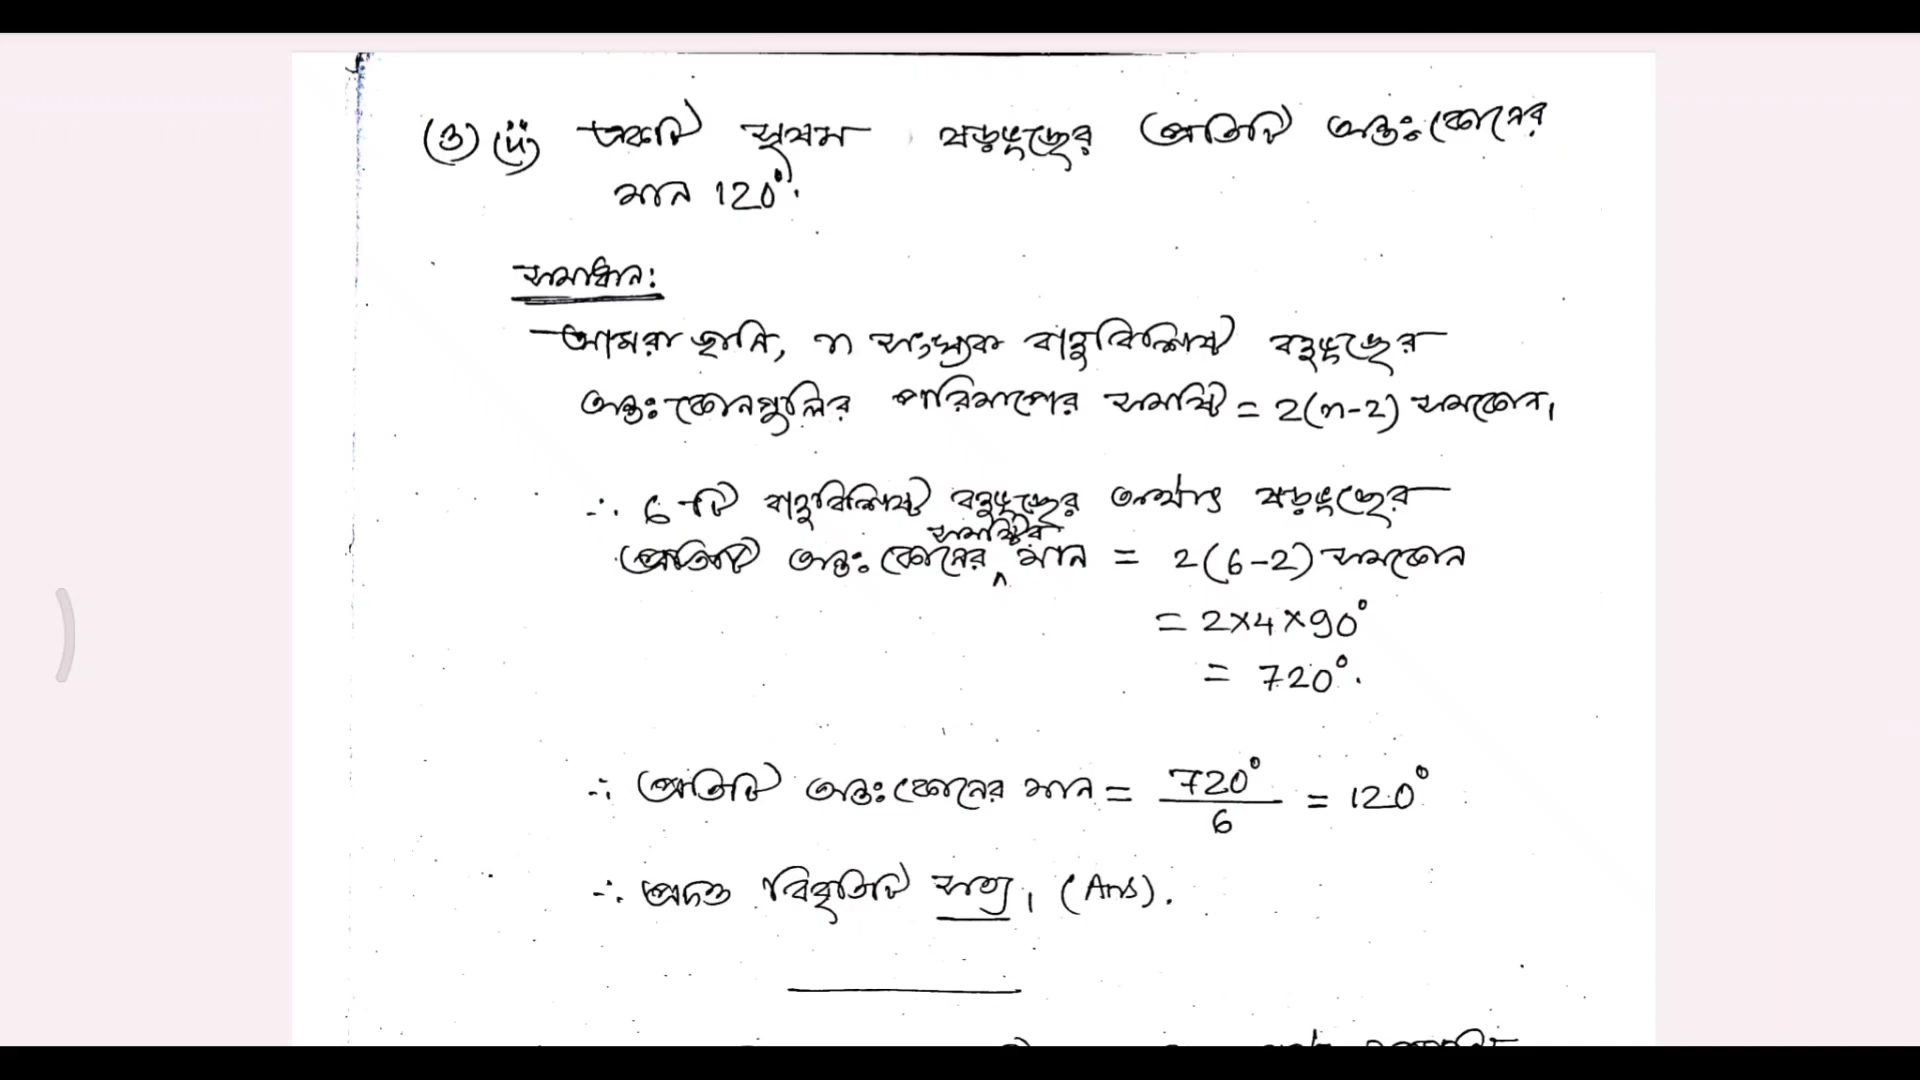 (৩) (ii) একটি সুষম ষড়ভুজের প্রতিটি অন্তঃকোনের
মান 120°.
সমাধান:
আমরা জানি, n সংখ্যক বাহুবিশিষ্ট বহুভুজের
অন্তঃকোনগুলির পরিমাপের সমষ্টি = 2(n-2) সমকোন।
∴ 6 টি বাহুবিশিষ্ট বহুভুজের অর্থাৎ ষড়ভুজের
সমষ্টির
প্রতিটি অন্তঃকোনের ^ মান = 2(6-2) সমকোন
= 2×4×90°
= 720°.
∴ প্রতিটি অন্তঃকোনের মান = 720°/6 = 120°
∴ প্রদত্ত বিবৃতিটি সত্য। (Ans).